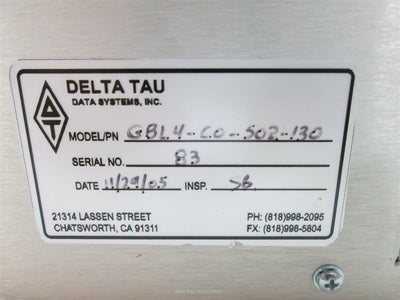 DELTA TAU
DATA SYSTEMS, INC.
MODEL/PN GBL4-C0-502-130
SERIAL NO. 83
DATE 11/29/05 INSP. SB
21314 LASSEN STREET PH: (818)998-2095
CHATSWORTH, CA 91311 FX: (818)998-5804